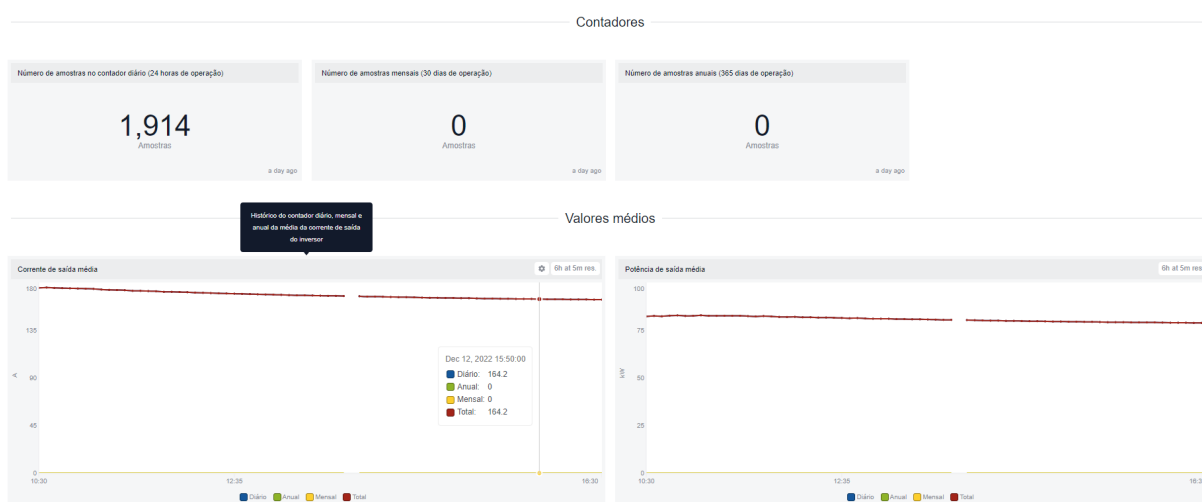 Contadores
Número de amostras no contador diário (24 horas de operação)
1,914
Amostras
a day ago
Número de amostras mensais (30 dias de operação)
0
Amostras
a day ago
Número de amostras anuais (365 dias de operação)
0
Amostras
a day ago
Valores médios
Histórico do contador diário, mensal e
anual da média da corrente de saída
do inversor
Corrente de saída média
6h at 5m res.
180
135
90
45
0
A
10:30
12:35
16:30
Dec 12, 2022 15:50:00
Diário: 164.2
Anual: 0
Mensal: 0
Total: 164.2
Diário Anual Mensal Total
Potência de saída média
6h at 5m res.
100
75
50
25
0
kW
10:30
12:35
16:30
Diário Anual Mensal Total